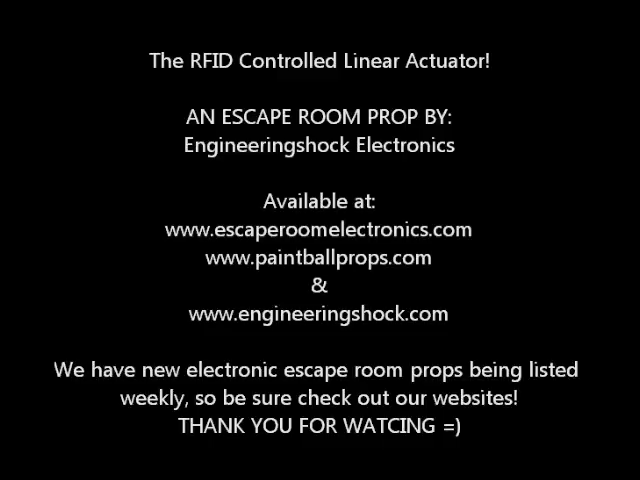 The RFID Controlled Linear Actuator!
AN ESCAPE ROOM PROP BY:
Engineeringshock Electronics
Available at:
www.escaperoomelectronics.com
www.paintballprops.com
&
www.engineeringshock.com
We have new electronic escape room props being listed
weekly, so be sure check out our websites!
THANK YOU FOR WATCING =)